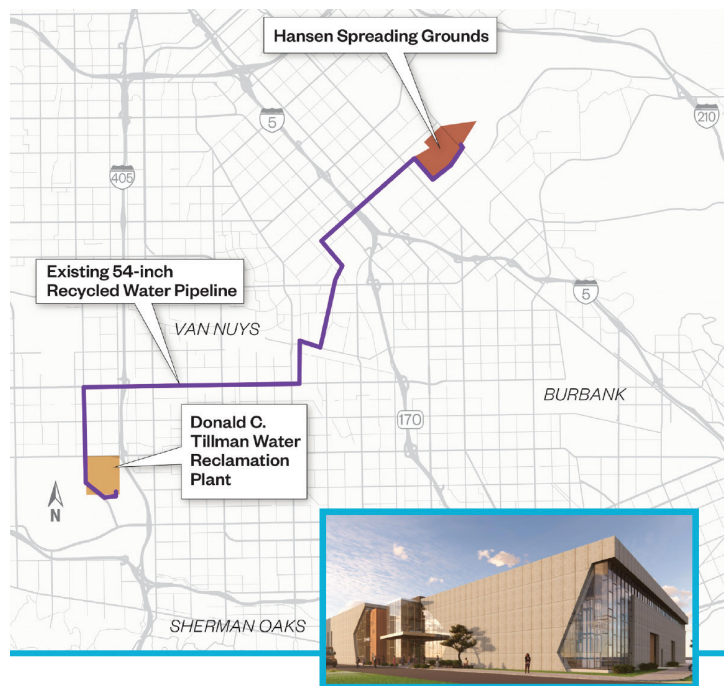 Hansen Spreading Grounds
5
210
405
Existing 54-inch
Recycled Water Pipeline
VAN NUYS
5
BURBANK
170
Donald C.
Tillman Water
Reclamation
Plant
N
SHERMAN OAKS